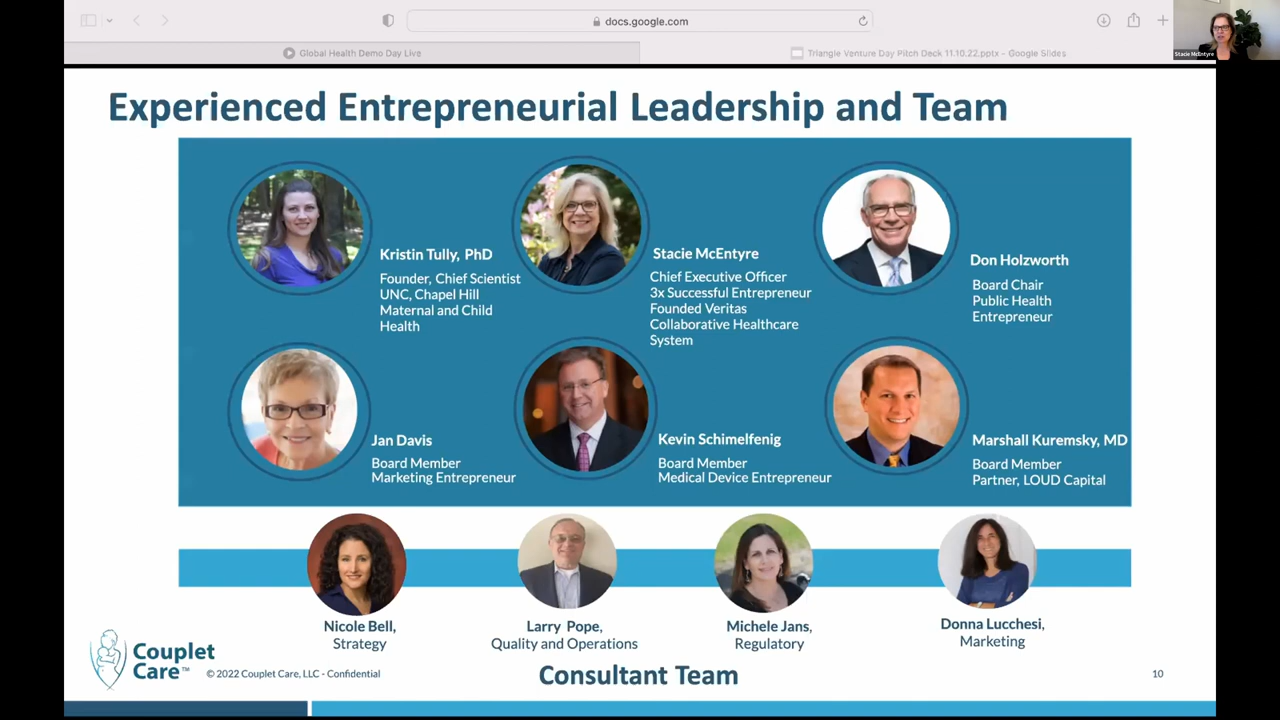 docs.google.com
Global Health Demo Day Live
Triangle Venture Day Pitch Deck 11.10.22.pptx - Google Slides
Stacie McEntyre
Experienced Entrepreneurial Leadership and Team
Kristin Tully, PhD
Founder, Chief Scientist
UNC, Chapel Hill
Maternal and Child
Health
Stacie McEntyre
Chief Executive Officer
3x Successful Entrepreneur
Founded Veritas
Collaborative Healthcare
System
Don Holzworth
Board Chair
Public Health
Entrepreneur
Jan Davis
Board Member
Marketing Entrepreneur
Kevin Schimelfenig
Board Member
Medical Device Entrepreneur
Marshall Kuremsky, MD
Board Member
Partner, LOUD Capital
Nicole Bell,
Strategy
Larry Pope,
Quality and Operations
Michele Jans,
Regulatory
Donna Lucchesi,
Marketing
Couplet
Care™
© 2022 Couplet Care, LLC - Confidential
Consultant Team
10